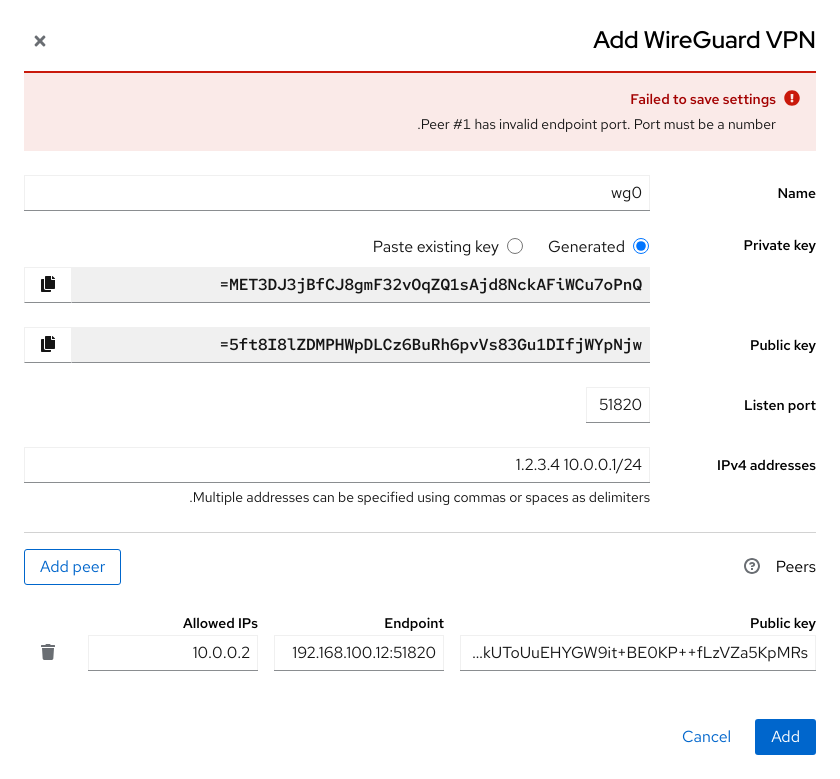 Add WireGuard VPN
Failed to save settings
.Peer #1 has invalid endpoint port. Port must be a number
Name
wg0
Private key
Generated
Paste existing key
=MET3DJ3jBfCJ8gmF32vOqZQ1sAjd8NckAFiWCu7oPnQ
Public key
=5ft8I8lZDMPHWpDLCz6BuRh6pvVs83Gu1DIfjWYpNjw
Listen port
51820
IPv4 addresses
1.2.3.4 10.0.0.1/24
.Multiple addresses can be specified using commas or spaces as delimiters
Peers
Add peer
Public key
Endpoint
Allowed IPs
...kUToUuEHYGW9it+BE0KP++fLzVZa5KpMRs
192.168.100.12:51820
10.0.0.2
Add
Cancel